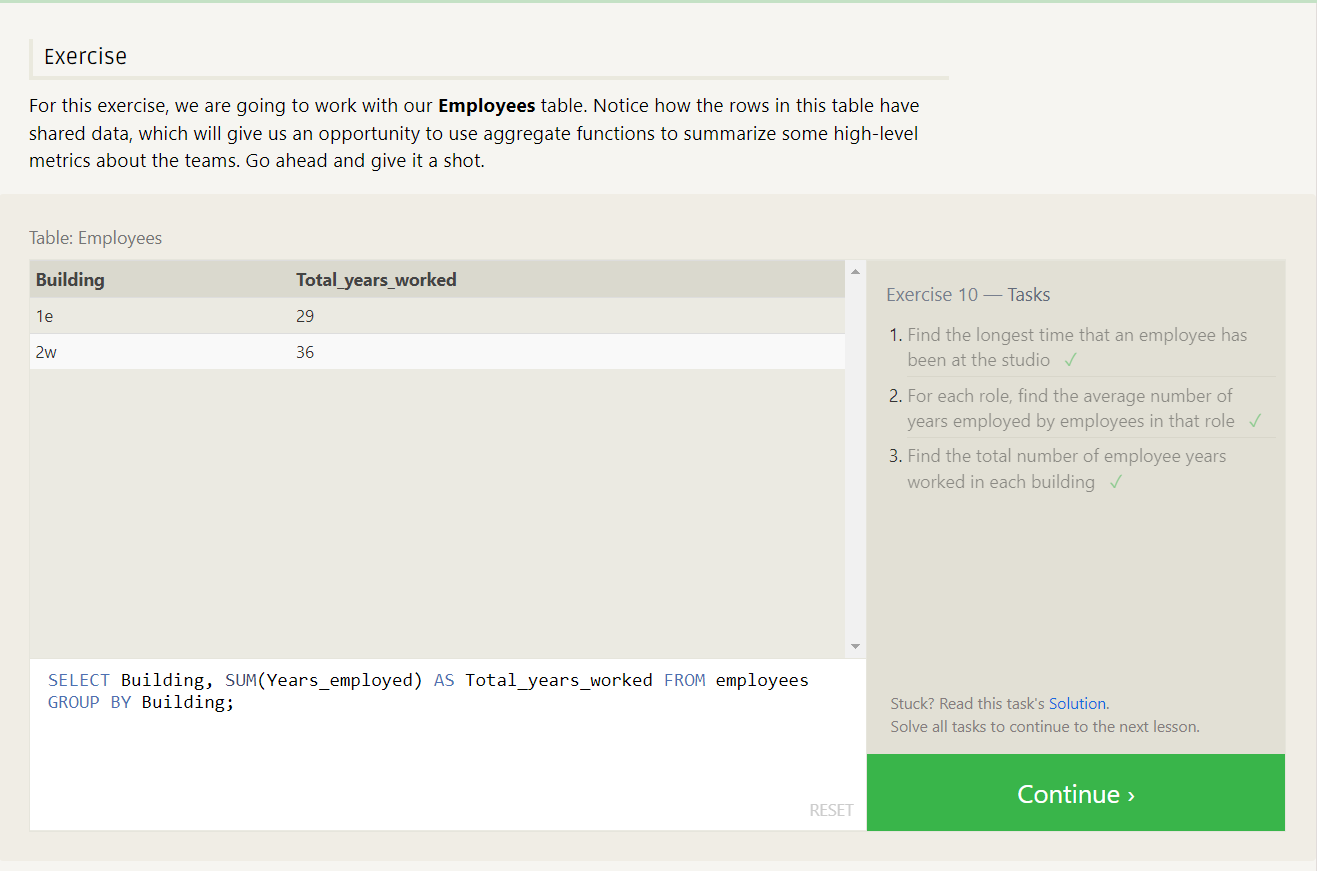 Exercise
For this exercise, we are going to work with our Employees table. Notice how the rows in this table have
shared data, which will give us an opportunity to use aggregate functions to summarize some high-level
metrics about the teams. Go ahead and give it a shot.
Table: Employees
Building Total_years_worked
1e 29
2w 36
SELECT Building, SUM(Years_employed) AS Total_years_worked FROM employees
GROUP BY Building;
RESET
Exercise 10 — Tasks
1. Find the longest time that an employee has
been at the studio ✓
2. For each role, find the average number of
years employed by employees in that role ✓
3. Find the total number of employee years
worked in each building ✓
Stuck? Read this task's Solution.
Solve all tasks to continue to the next lesson.
Continue ›